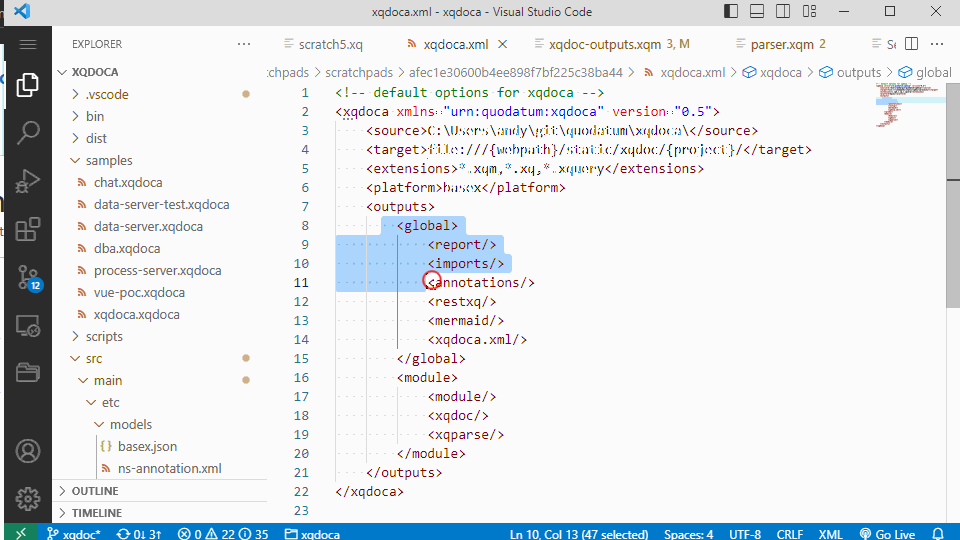 xqdoca.xml - xqdoca - Visual Studio Code
EXPLORER
scratch5.xq
xqdoca.xml
xqdoc-outputs.xqm 3, M
parser.xqm 2
XQDOCA
.vscode
bin
dist
samples
chat.xqdoca
data-server-test.xqdoca
data-server.xqdoca
dba.xqdoca
process-server.xqdoca
vue-poc.xqdoca
xqdoca.xqdoca
scripts
src
main
etc
models
{} basex.json
ns-annotation.xml
OUTLINE
TIMELINE
12
tchpads > scratchpads > afec1e30600b4ee898f7bf225c38ba44 > xqdoca.xml > xqdoca > outputs > global
1 <!-- default options for xqdoca -->
2 <xqdoca xmlns="urn:quodatum:xqdoca" version="0.5">
3 <source>C:\Users\andy\git\quodatum\xqdoca\</source>
4 <target>file:///{webpath}/static/xqdoc/{project}/</target>
5 <extensions>*.xqm,*.xq,*.xquery</extensions>
6 <platform>basex</platform>
7 <outputs>
8 <global>
9 <report/>
10 <imports/>
11 <annotations/>
12 <restxq/>
13 <mermaid/>
14 <xqdoca.xml/>
15 </global>
16 <module>
17 <module/>
18 <xqdoc/>
19 <xqparse/>
20 </module>
21 </outputs>
22 </xqdoca>
23
xqdoca* 0↓ 3↑ 0 22 35 xqdoca Ln 10, Col 13 (47 selected) Spaces: 4 UTF-8 CRLF XML Go Live